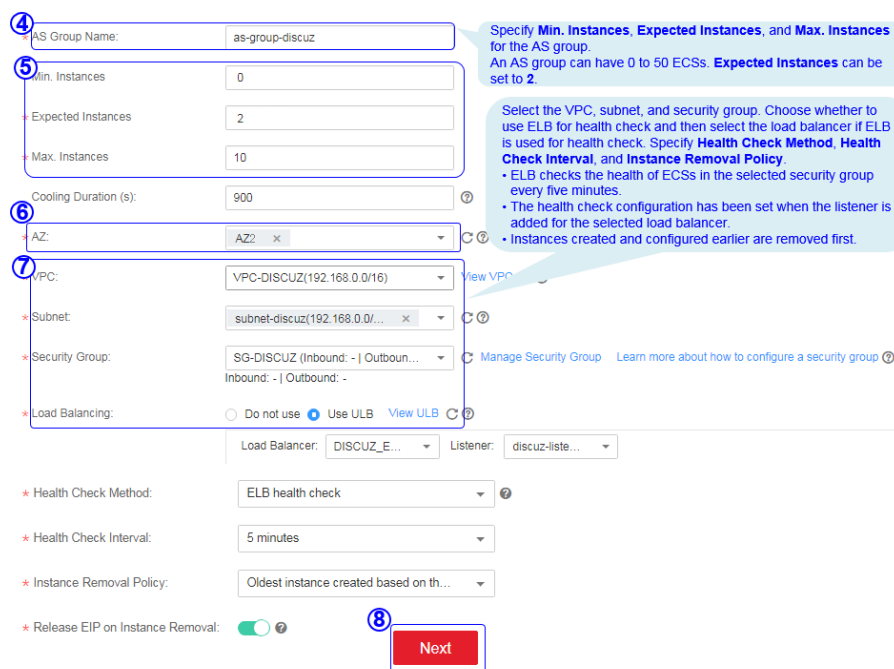 ④
* AS Group Name: as-group-discuz
Specify Min. Instances, Expected Instances, and Max. Instances
for the AS group.
An AS group can have 0 to 50 ECSs. Expected Instances can be
set to 2.
⑤
Min. Instances 0
* Expected Instances 2
* Max. Instances 10
Select the VPC, subnet, and security group. Choose whether to
use ELB for health check and then select the load balancer if ELB
is used for health check. Specify Health Check Method, Health
Check Interval, and Instance Removal Policy.
• ELB checks the health of ECSs in the selected security group
every five minutes.
• The health check configuration has been set when the listener is
added for the selected load balancer.
• Instances created and configured earlier are removed first.
Cooling Duration (s): 900
⑥
* AZ: AZ2 ×
⑦
VPC: VPC-DISCUZ(192.168.0.0/16) View VPC
* Subnet: subnet-discuz(192.168.0.0/... ×
* Security Group: SG-DISCUZ (Inbound: - | Outboun... Manage Security Group Learn more about how to configure a security group
Inbound: - | Outbound: -
* Load Balancing: Do not use Use ULB View ULB
Load Balancer: DISCUZ_E... Listener: discuz-liste...
* Health Check Method: ELB health check
* Health Check Interval: 5 minutes
* Instance Removal Policy: Oldest instance created based on th...
* Release EIP on Instance Removal:
⑧
Next